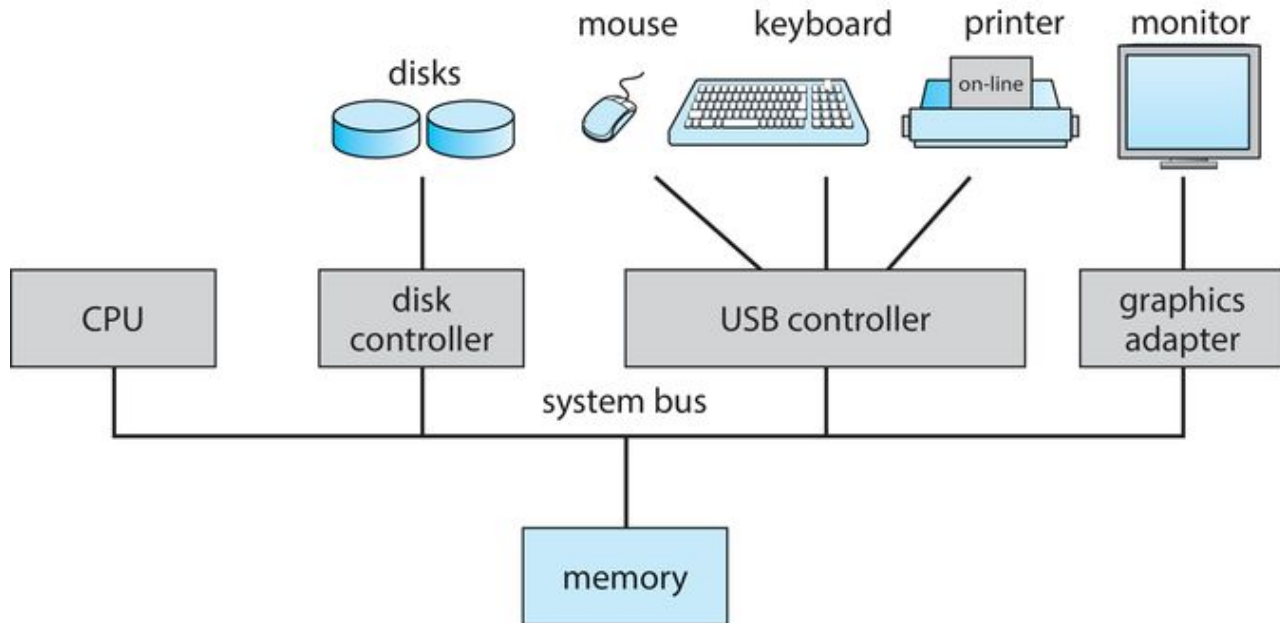 mouse
keyboard
printer
monitor
disks
on-line
CPU
disk
controller
USB controller
graphics
adapter
system bus
memory